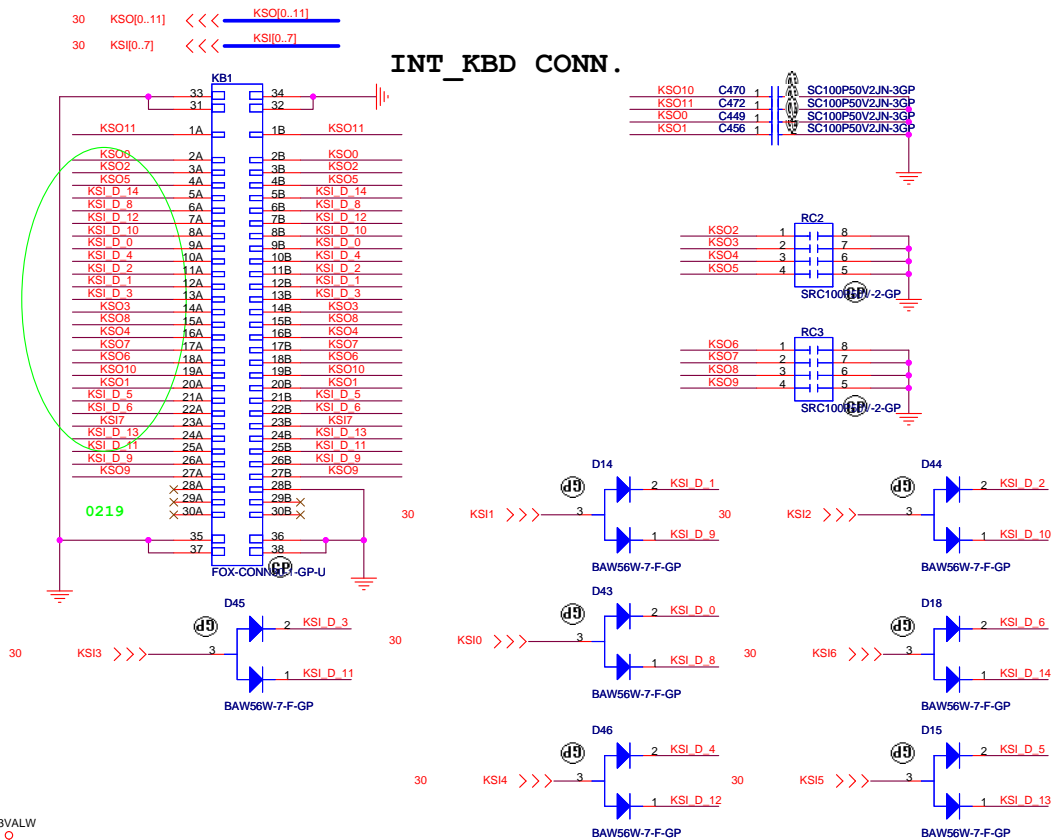 30 KSO[0..11] KSO[0..11]
30 KSI[0..7] KSI[0..7]
INT_KBD CONN.
KB1
33 34
31 32
KSO11 1A 1B KSO11
KSO0 2A 2B KSO0
KSO2 3A 3B KSO2
KSO5 4A 4B KSO5
KSI_D_14 5A 5B KSI_D_14
KSI_D_8 6A 6B KSI_D_8
KSI_D_12 7A 7B KSI_D_12
KSI_D_10 8A 8B KSI_D_10
KSI_D_0 9A 9B KSI_D_0
KSI_D_4 10A 10B KSI_D_4
KSI_D_2 11A 11B KSI_D_2
KSI_D_1 12A 12B KSI_D_1
KSI_D_3 13A 13B KSI_D_3
KSO3 14A 14B KSO3
KSO8 15A 15B KSO8
KSO4 16A 16B KSO4
KSO7 17A 17B KSO7
KSO6 18A 18B KSO6
KSO10 19A 19B KSO10
KSO1 20A 20B KSO1
KSI_D_5 21A 21B KSI_D_5
KSI_D_6 22A 22B KSI_D_6
KSI7 23A 23B KSI7
KSI_D_13 24A 24B KSI_D_13
KSI_D_11 25A 25B KSI_D_11
KSI_D_9 26A 26B KSI_D_9
KSO9 27A 27B KSO9
28A 28B
29A 29B
0219 30A 30B
35 36
37 38
GP
KSO10 C470 1 SC100P50V2JN-3GP
KSO11 C472 1 SC100P50V2JN-3GP
KSO0 C449 1 SC100P50V2JN-3GP
KSO1 C456 1 SC100P50V2JN-3GP
RC2
KSO2 1 8
KSO3 2 7
KSO4 3 6
KSO5 4 5
GP
RC3
KSO6 1 8
KSO7 2 7
KSO8 3 6
KSO9 4 5
GP
D14
GP
2 KSI_D_1
30 KSI1 3
1 KSI_D_9
BAW56W-7-F-GP
D44
GP
2 KSI_D_2
30 KSI2 3
1 KSI_D_10
BAW56W-7-F-GP
D45
GP
2 KSI_D_3
30 KSI3 3
1 KSI_D_11
BAW56W-7-F-GP
D43
GP
2 KSI_D_0
30 KSI0 3
1 KSI_D_8
BAW56W-7-F-GP
D18
GP
2 KSI_D_6
30 KSI6 3
1 KSI_D_14
BAW56W-7-F-GP
D46
GP
2 KSI_D_4
30 KSI4 3
1 KSI_D_12
BAW56W-7-F-GP
D15
GP
2 KSI_D_5
30 KSI5 3
1 KSI_D_13
BAW56W-7-F-GP